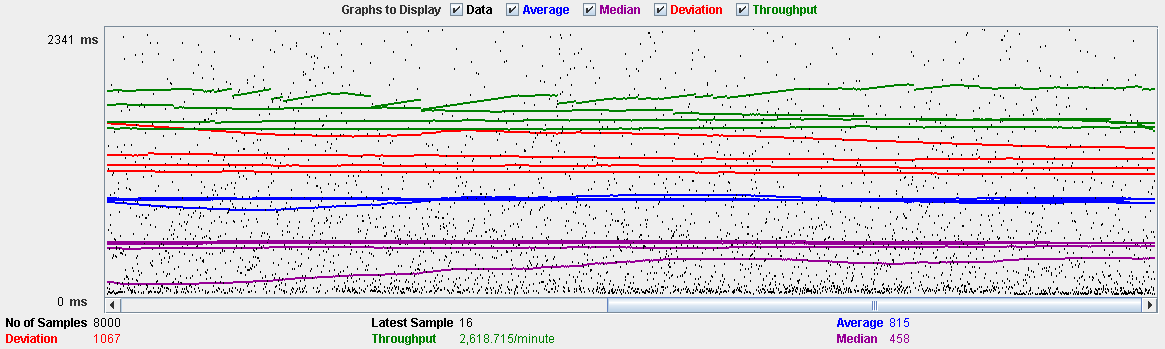 Graphs to Display Data Average Median Deviation Throughput
2341 ms
0 ms
No of Samples 8000 Latest Sample 16 Average 815
Deviation 1067 Throughput 2,618.715/minute Median 458